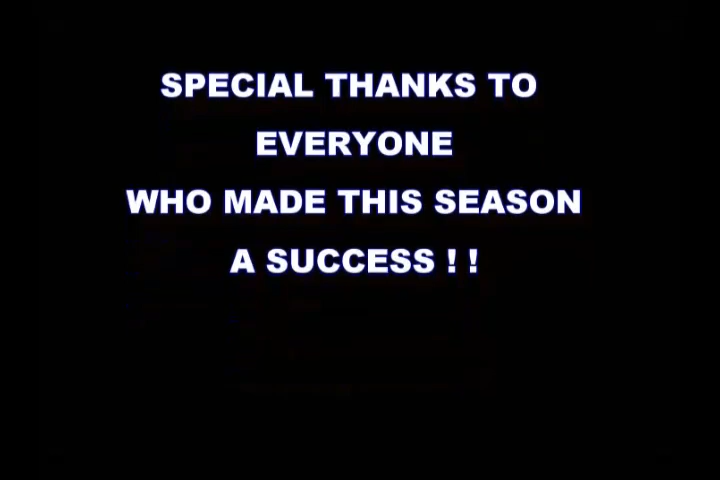 SPECIAL THANKS TO
EVERYONE
WHO MADE THIS SEASON
A SUCCESS ! !